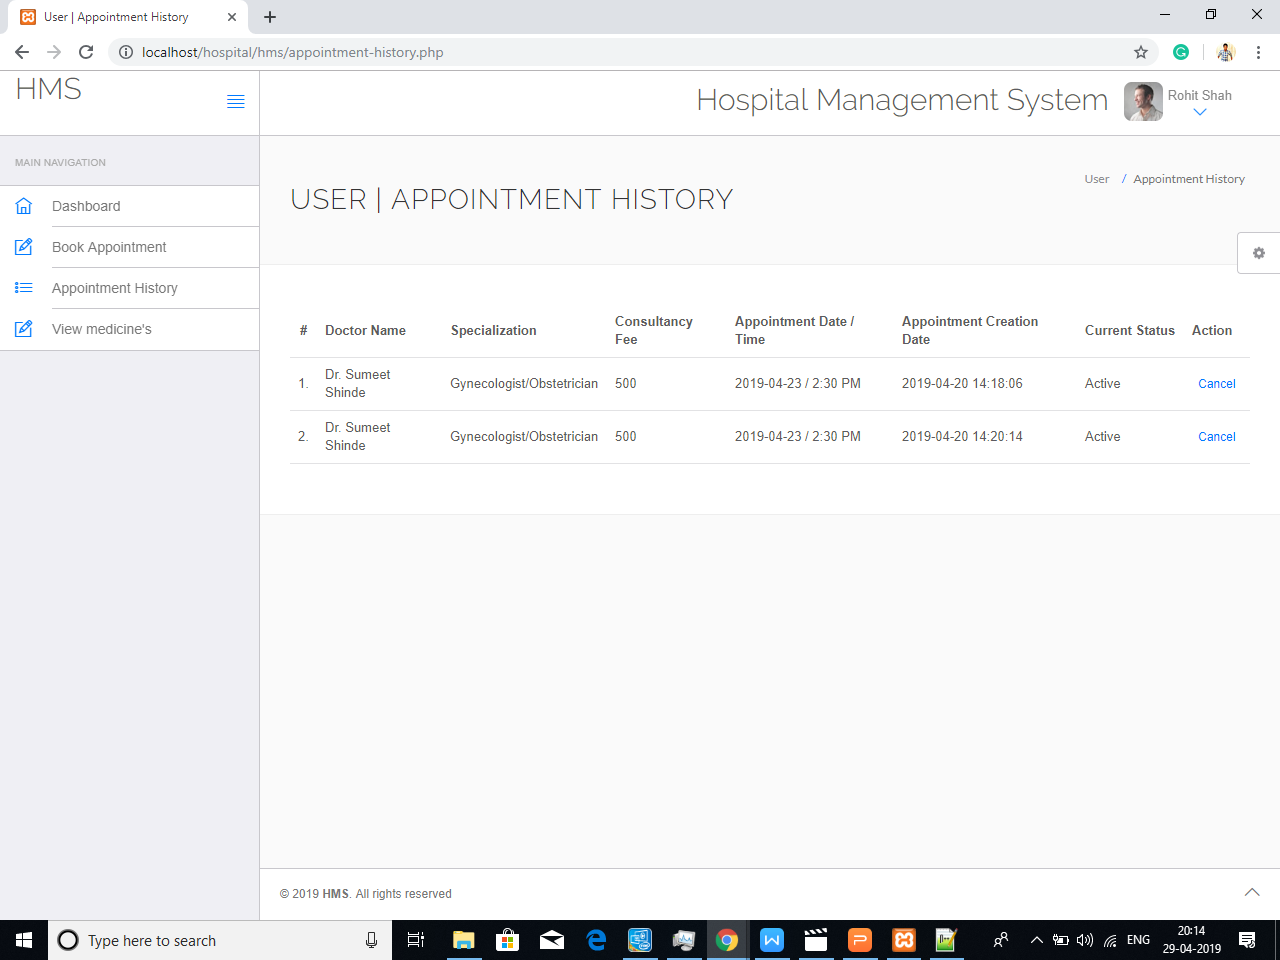 User | Appointment History
localhost/hospital/hms/appointment-history.php
HMS
Hospital Management System
Rohit Shah
MAIN NAVIGATION
Dashboard
Book Appointment
Appointment History
View medicine's
USER | APPOINTMENT HISTORY
User / Appointment History
# Doctor Name Specialization Consultancy Fee Appointment Date / Time Appointment Creation Date Current Status Action
1. Dr. Sumeet Shinde Gynecologist/Obstetrician 500 2019-04-23 / 2:30 PM 2019-04-20 14:18:06 Active Cancel
2. Dr. Sumeet Shinde Gynecologist/Obstetrician 500 2019-04-23 / 2:30 PM 2019-04-20 14:20:14 Active Cancel
© 2019 HMS. All rights reserved
Type here to search
ENG
20:14
29-04-2019